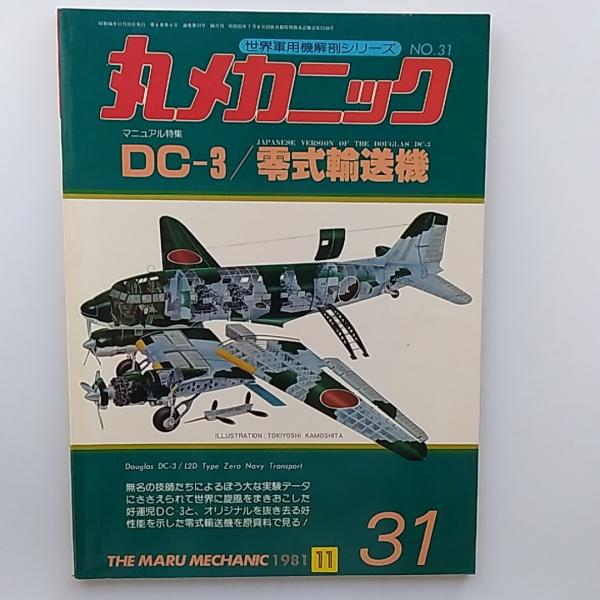 世界軍用機解剖シリーズ NO.31
丸メカニック
マニュアル特集
JAPANESE VERSION OF THE DOUGLAS DC-3
DC-3/零式輸送機
ILLUSTRATION : TOKIYOSHI KAMOSHITA
Douglas DC-3/L2D Type Zero Navy Transport
無名の技師たちによるぼう大な実験データ
にささえられて世界に旋風をまきおこした
好運児DC-3と、オリジナルを抜き去る好
性能を示した零式輸送機を原資料で見る!
THE MARU MECHANIC 1981 11 31